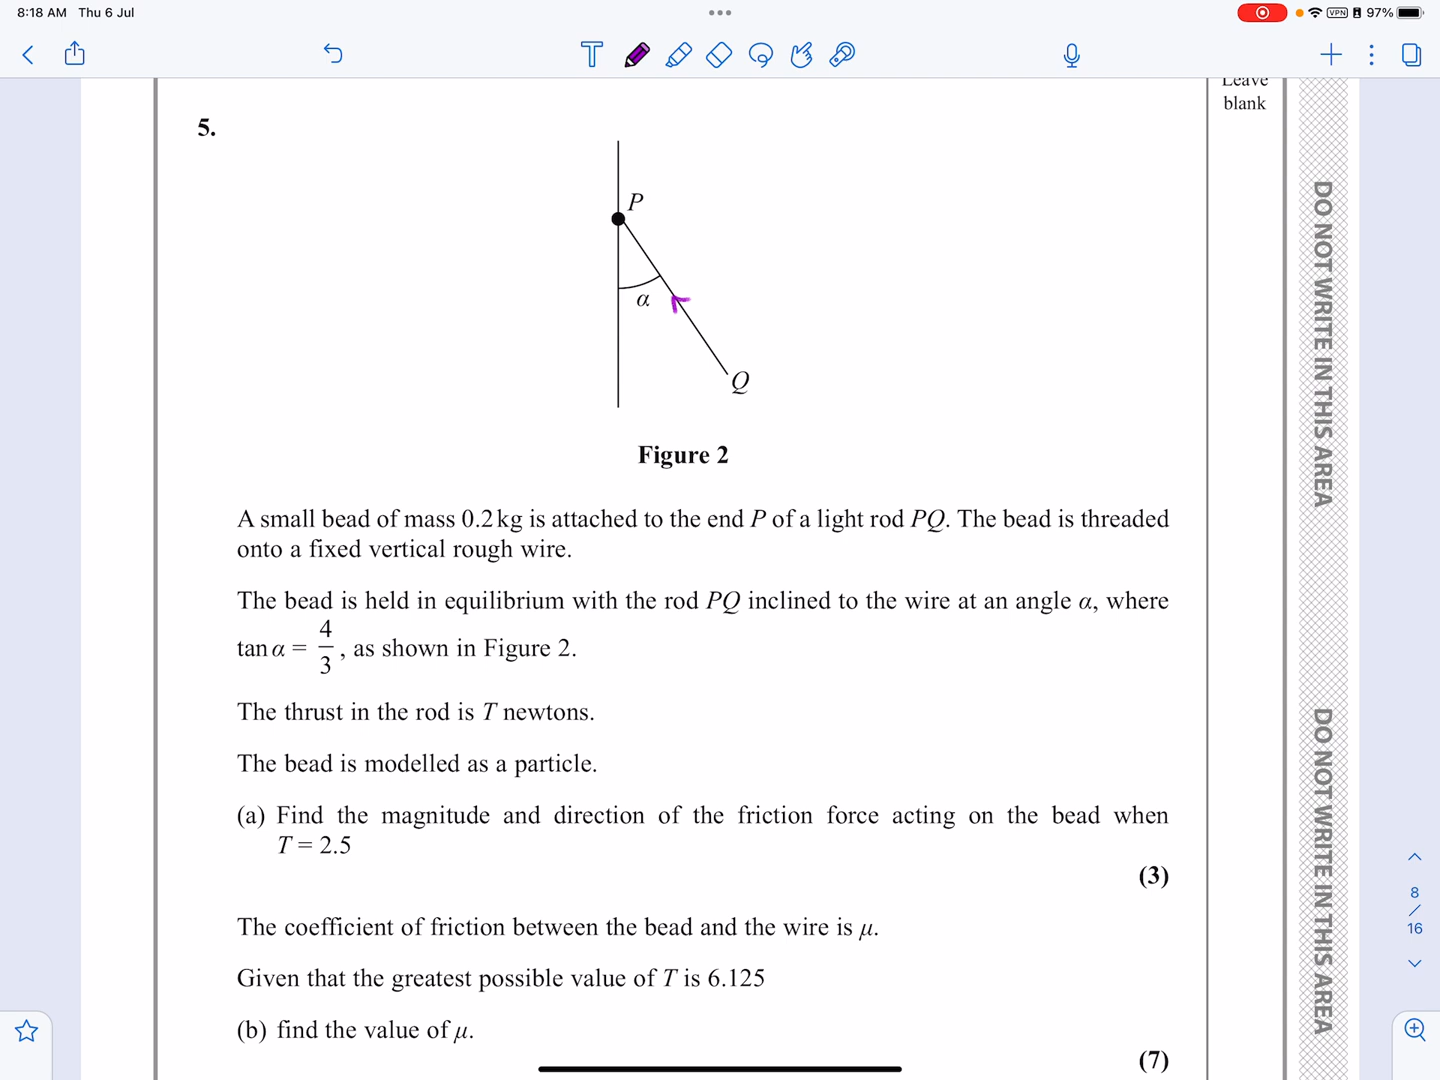 8:18 AM Thu 6 Jul
VPN 97%
Leave
blank
5.
P
α
Q
Figure 2
A small bead of mass 0.2 kg is attached to the end P of a light rod PQ. The bead is threaded
onto a fixed vertical rough wire.
The bead is held in equilibrium with the rod PQ inclined to the wire at an angle α, where
tan α = 4/3, as shown in Figure 2.
The thrust in the rod is T newtons.
The bead is modelled as a particle.
(a) Find the magnitude and direction of the friction force acting on the bead when
T = 2.5
(3)
The coefficient of friction between the bead and the wire is μ.
Given that the greatest possible value of T is 6.125
(b) find the value of μ.
(7)
DO NOT WRITE IN THIS AREA
DO NOT WRITE IN THIS AREA
8
/
16